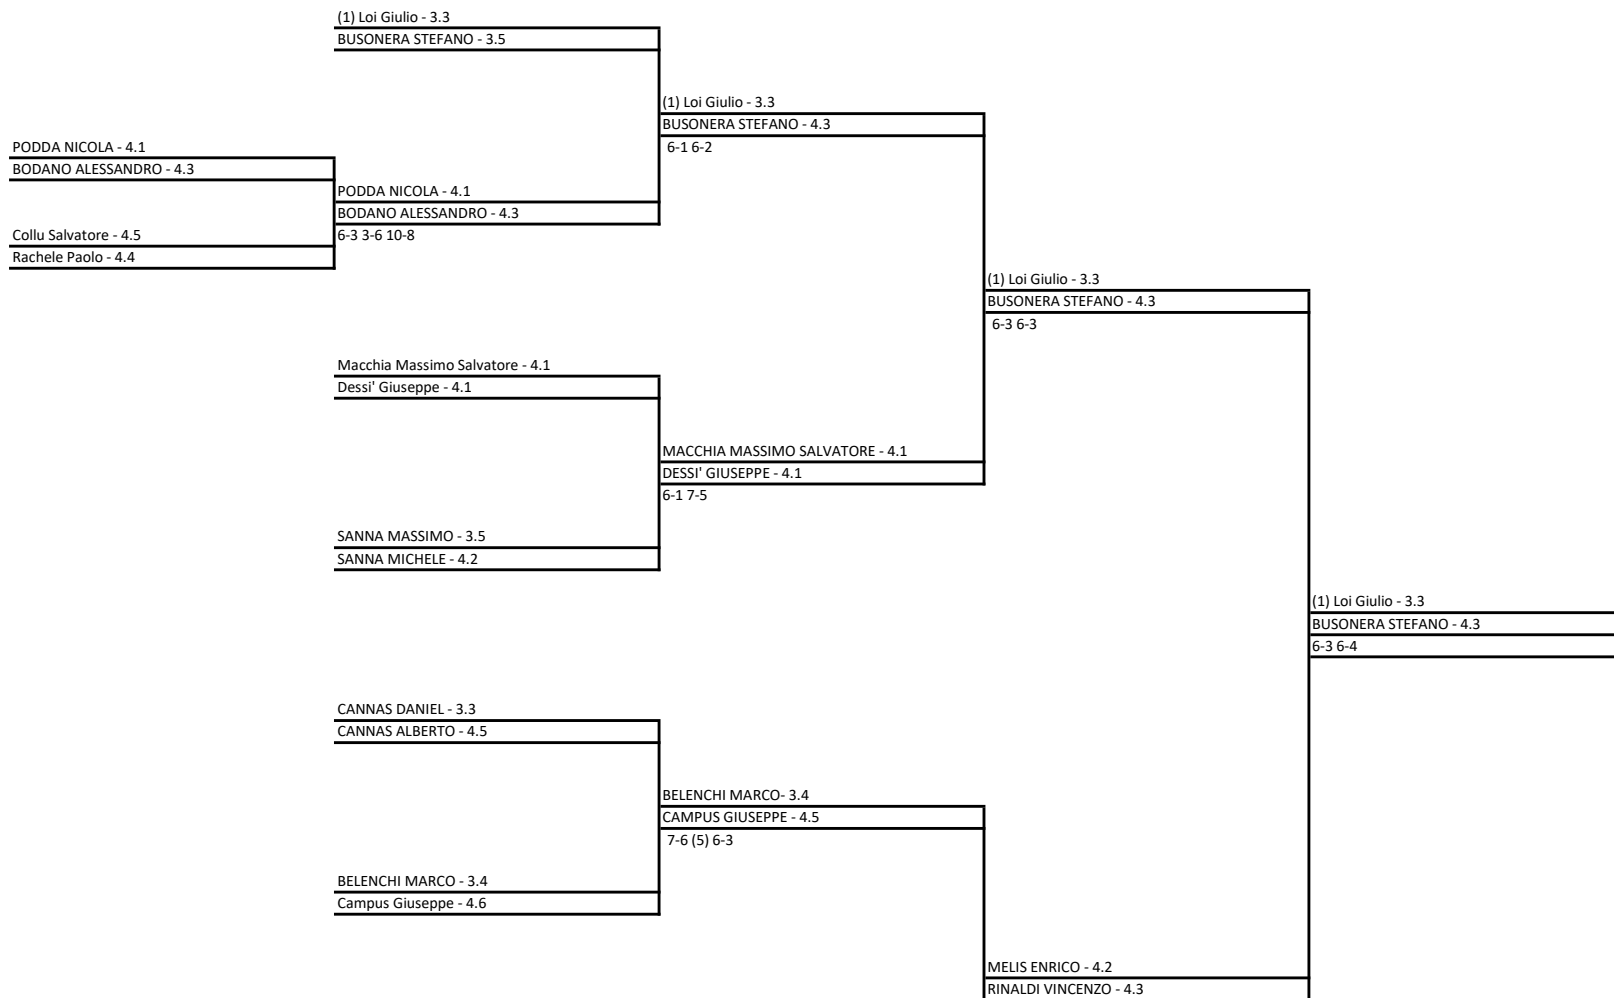 (1) Loi Giulio - 3.3
BUSONERA STEFANO - 3.5
(1) Loi Giulio - 3.3
BUSONERA STEFANO - 4.3
6-1 6-2
PODDA NICOLA - 4.1
BODANO ALESSANDRO - 4.3
PODDA NICOLA - 4.1
BODANO ALESSANDRO - 4.3
6-3 3-6 10-8
Collu Salvatore - 4.5
Rachele Paolo - 4.4
(1) Loi Giulio - 3.3
BUSONERA STEFANO - 4.3
6-3 6-3
Macchia Massimo Salvatore - 4.1
Dessi' Giuseppe - 4.1
MACCHIA MASSIMO SALVATORE - 4.1
DESSI' GIUSEPPE - 4.1
6-1 7-5
SANNA MASSIMO - 3.5
SANNA MICHELE - 4.2
(1) Loi Giulio - 3.3
BUSONERA STEFANO - 4.3
6-3 6-4
CANNAS DANIEL - 3.3
CANNAS ALBERTO - 4.5
BELENCHI MARCO- 3.4
CAMPUS GIUSEPPE - 4.5
7-6 (5) 6-3
BELENCHI MARCO - 3.4
Campus Giuseppe - 4.6
MELIS ENRICO - 4.2
RINALDI VINCENZO - 4.3